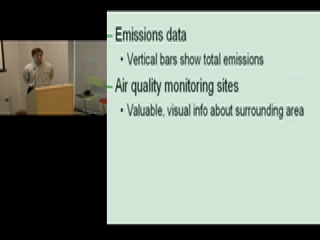 – Emissions data
• Vertical bars show total emissions
– Air quality monitoring sites
• Valuable, visual info about surrounding area